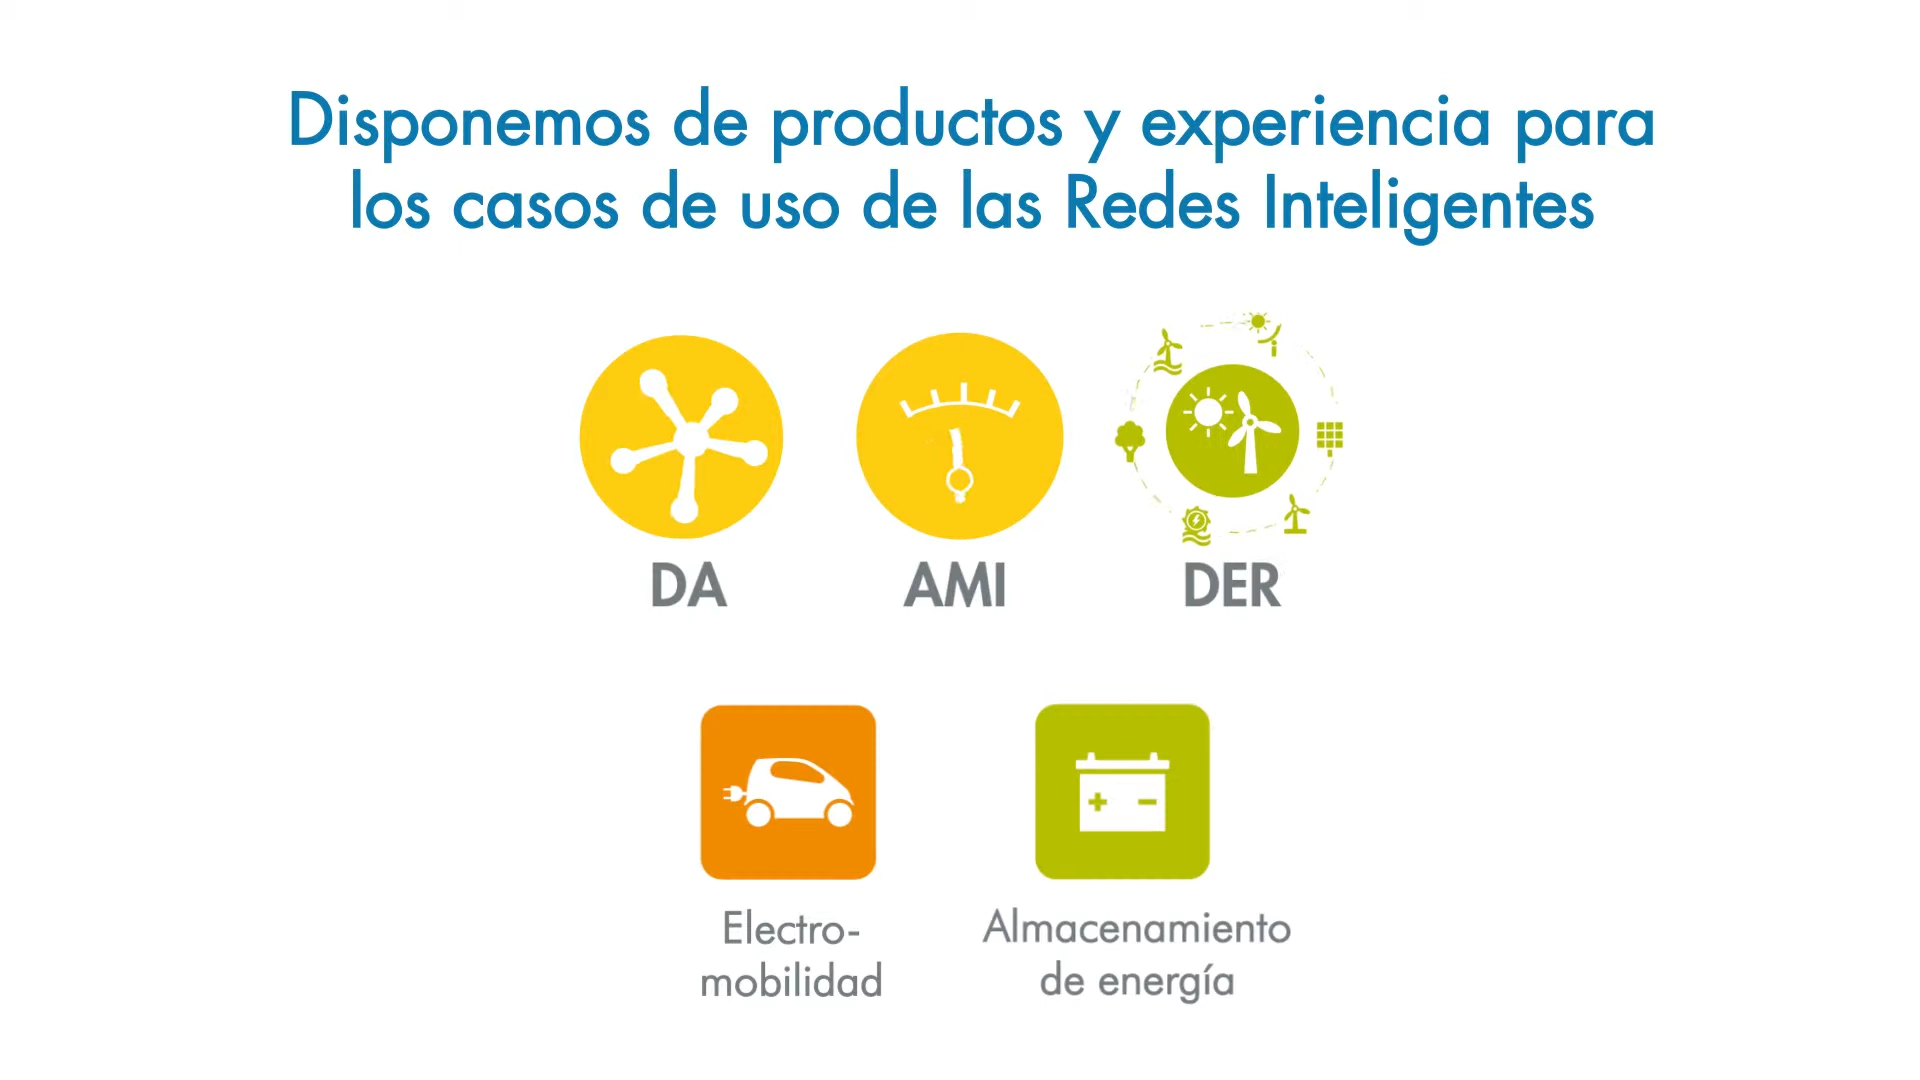 Disponemos de productos y experiencia para
los casos de uso de las Redes Inteligentes
DA
AMI
DER
Electro-
mobilidad
Almacenamiento
de energía